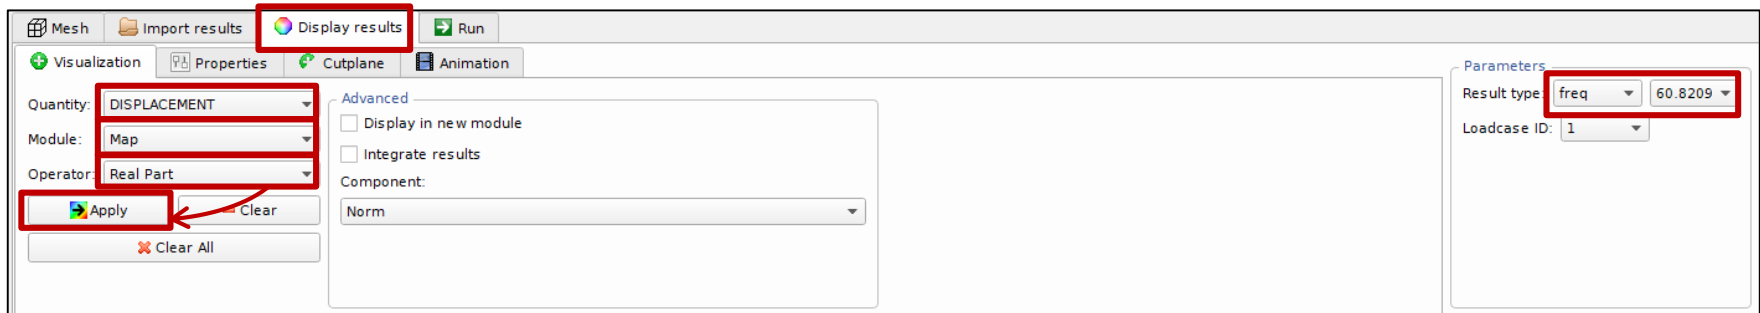 Mesh Import results Display results Run
Visualization Properties Cutplane Animation
Quantity: DISPLACEMENT
Module: Map
Operator: Real Part
Apply Clear
Clear All
Advanced
Display in new module
Integrate results
Component:
Norm
Parameters
Result type: freq 60.8209
Loadcase ID: 1